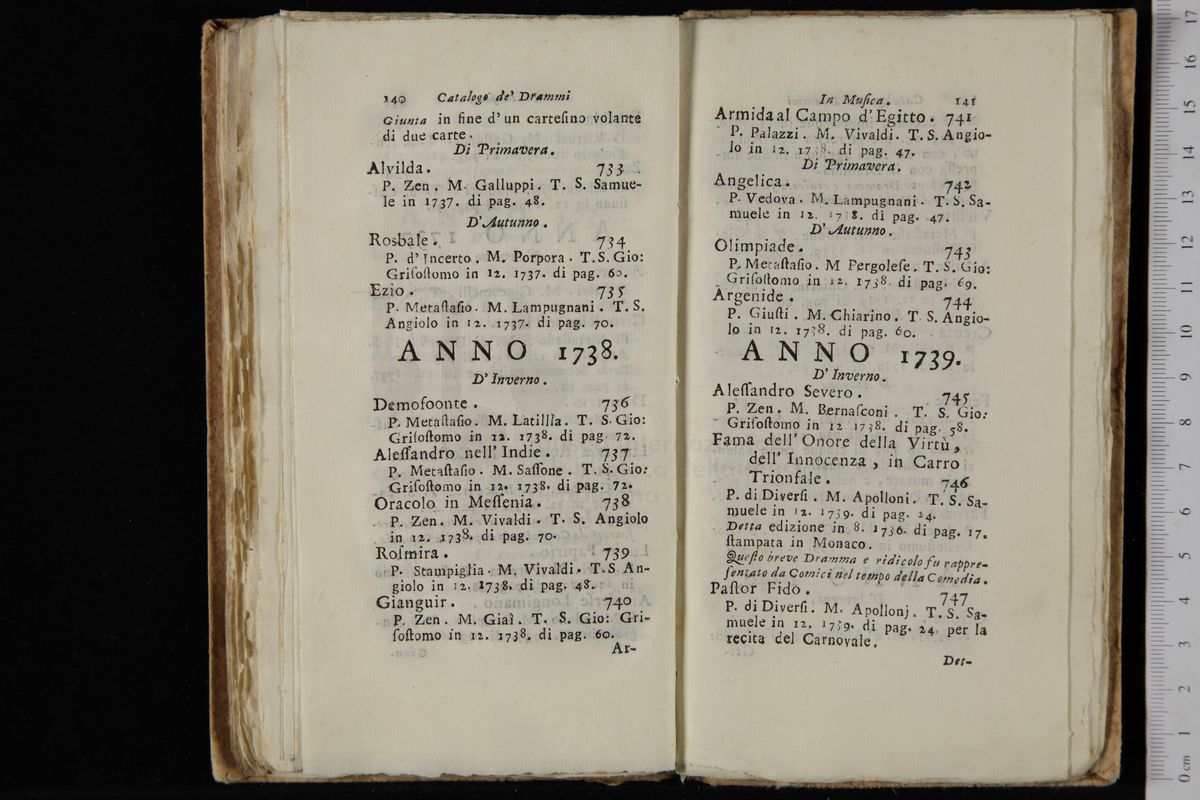 140 Catalogo de' Drammi
Giunta in fine d'un cartesino volante
di due carte.
Di Primavera.
Alvilda. 733
P. Zen. M. Galluppi. T. S. Samue-
le in 1737. di pag. 48.
D'Autunno.
Rosbale. 734
P. d'Incerto. M. Porpora. T.S.Gio:
Grisostomo in 12. 1737. di pag. 60.
Ezio. 735
P. Metastasio. M. Lampugnani. T. S.
Angiolo in 12. 1737. di pag. 70.
ANNO 1738.
D'Inverno.
Demofoonte. 736
P. Metastasio. M. Latillla. T. S. Gio:
Grisostomo in 12. 1738. di pag. 72.
Alessandro nell'Indie. 737
P. Metastasio. M. Sassone. T. S. Gio:
Grisostomo in 12. 1738. di pag. 72.
Oracolo in Messenia. 738
P. Zen. M. Vivaldi. T. S. Angiolo
in 12. 1738. di pag. 70.
Rosmira. 739
P. Stampiglia. M. Vivaldi. T.S. An-
giolo in 12. 1738. di pag. 48.
Gianguir. 740
P. Zen. M. Giaì. T. S. Gio: Gri-
sostomo in 12. 1738. di pag. 60.
Ar-
In Musica. 141
Armida al Campo d'Egitto. 741
P. Palazzi. M. Vivaldi. T. S. Angio-
lo in 12. 1738. di pag. 47.
Di Primavera.
Angelica. 742
P. Vedova. M. Lampugnani. T. S. Sa-
muele in 12. 1738. di pag. 47.
D'Autunno.
Olimpiade. 743
P. Metastasio. M Pergolese. T. S. Gio:
Grisostomo in 12. 1738. di pag. 69.
Argenide. 744
P. Giusti. M. Chiarino. T. S. Angio-
lo in 12. 1738. di pag. 60.
ANNO 1739.
D'Inverno.
Alessandro Severo. 745
P. Zen. M. Bernasconi. T. S. Gio:
Grisostomo in 12 1738. di pag. 58.
Fama dell'Onore della Virtù,
dell'Innocenza, in Carro
Trionfale. 746
P. di Diversi. M. Apolloni. T. S. Sa-
muele in 12. 1739. di pag. 24.
Detta edizione in 8. 1736. di pag. 17.
stampata in Monaco.
Questo breve Dramma e ridicolo fu rappre-
sentato da Comici nel tempo della Comedia.
Pastor Fido. 747
P. di Diversi. M. Apollonj. T. S. Sa-
muele in 12. 1739. di pag. 24. per la
recita del Carnovale.
Det-